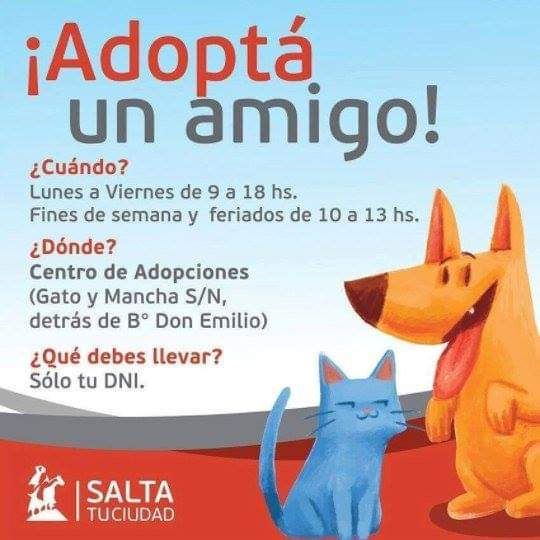 ¡Adoptá
un amigo!
¿Cuándo?
Lunes a Viernes de 9 a 18 hs.
Fines de semana y feriados de 10 a 13 hs.
¿Dónde?
Centro de Adopciones
(Gato y Mancha S/N,
detrás de B° Don Emilio)
¿Qué debes llevar?
Sólo tu DNI.
SALTA
TU CIUDAD